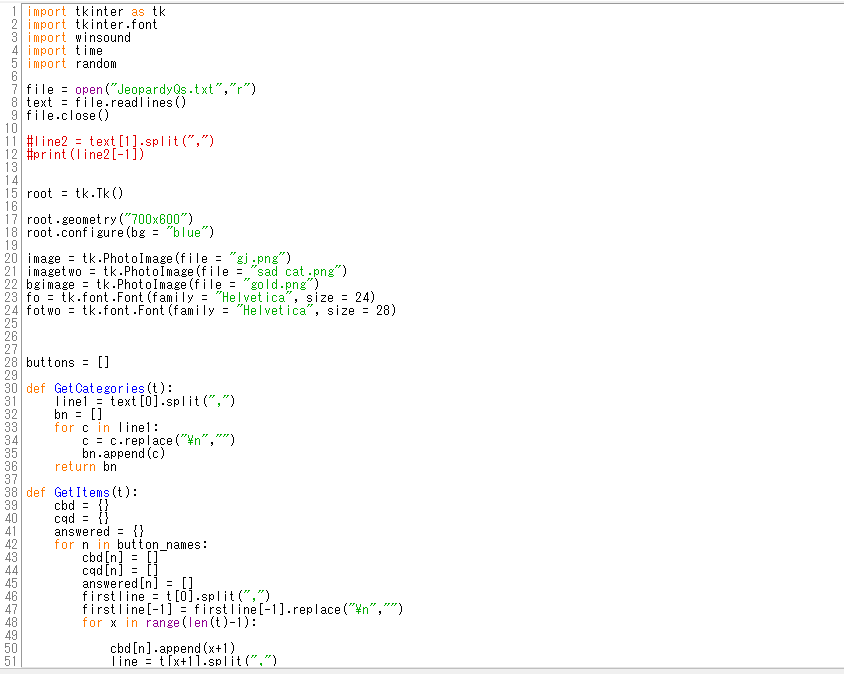 1 import tkinter as tk
2 import tkinter.font
3 import winsound
4 import time
5 import random
6
7 file = open("JeopardyQs.txt","r")
8 text = file.readlines()
9 file.close()
10
11 #line2 = text[1].split(",")
12 #print(line2[-1])
13
14
15 root = tk.Tk()
16
17 root.geometry("700x600")
18 root.configure(bg = "blue")
19
20 image = tk.PhotoImage(file = "gj.png")
21 imagetwo = tk.PhotoImage(file = "sad cat.png")
22 bgimage = tk.PhotoImage(file = "gold.png")
23 fo = tk.font.Font(family = "Helvetica", size = 24)
24 fotwo = tk.font.Font(family = "Helvetica", size = 28)
25
26
27
28 buttons = []
29
30 def GetCategories(t):
31     line1 = text[0].split(",")
32     bn = []
33     for c in line1:
34         c = c.replace("¥n","")
35         bn.append(c)
36     return bn
37
38 def GetItems(t):
39     cbd = {}
40     cqd = {}
41     answered = {}
42     for n in button_names:
43         cbd[n] = []
44         cqd[n] = []
45         answered[n] = []
46         firstline = t[0].split(",")
47         firstline[-1] = firstline[-1].replace("¥n","")
48         for x in range(len(t)-1):
49
50             cbd[n].append(x+1)
51             line = t[x+1].split(",")